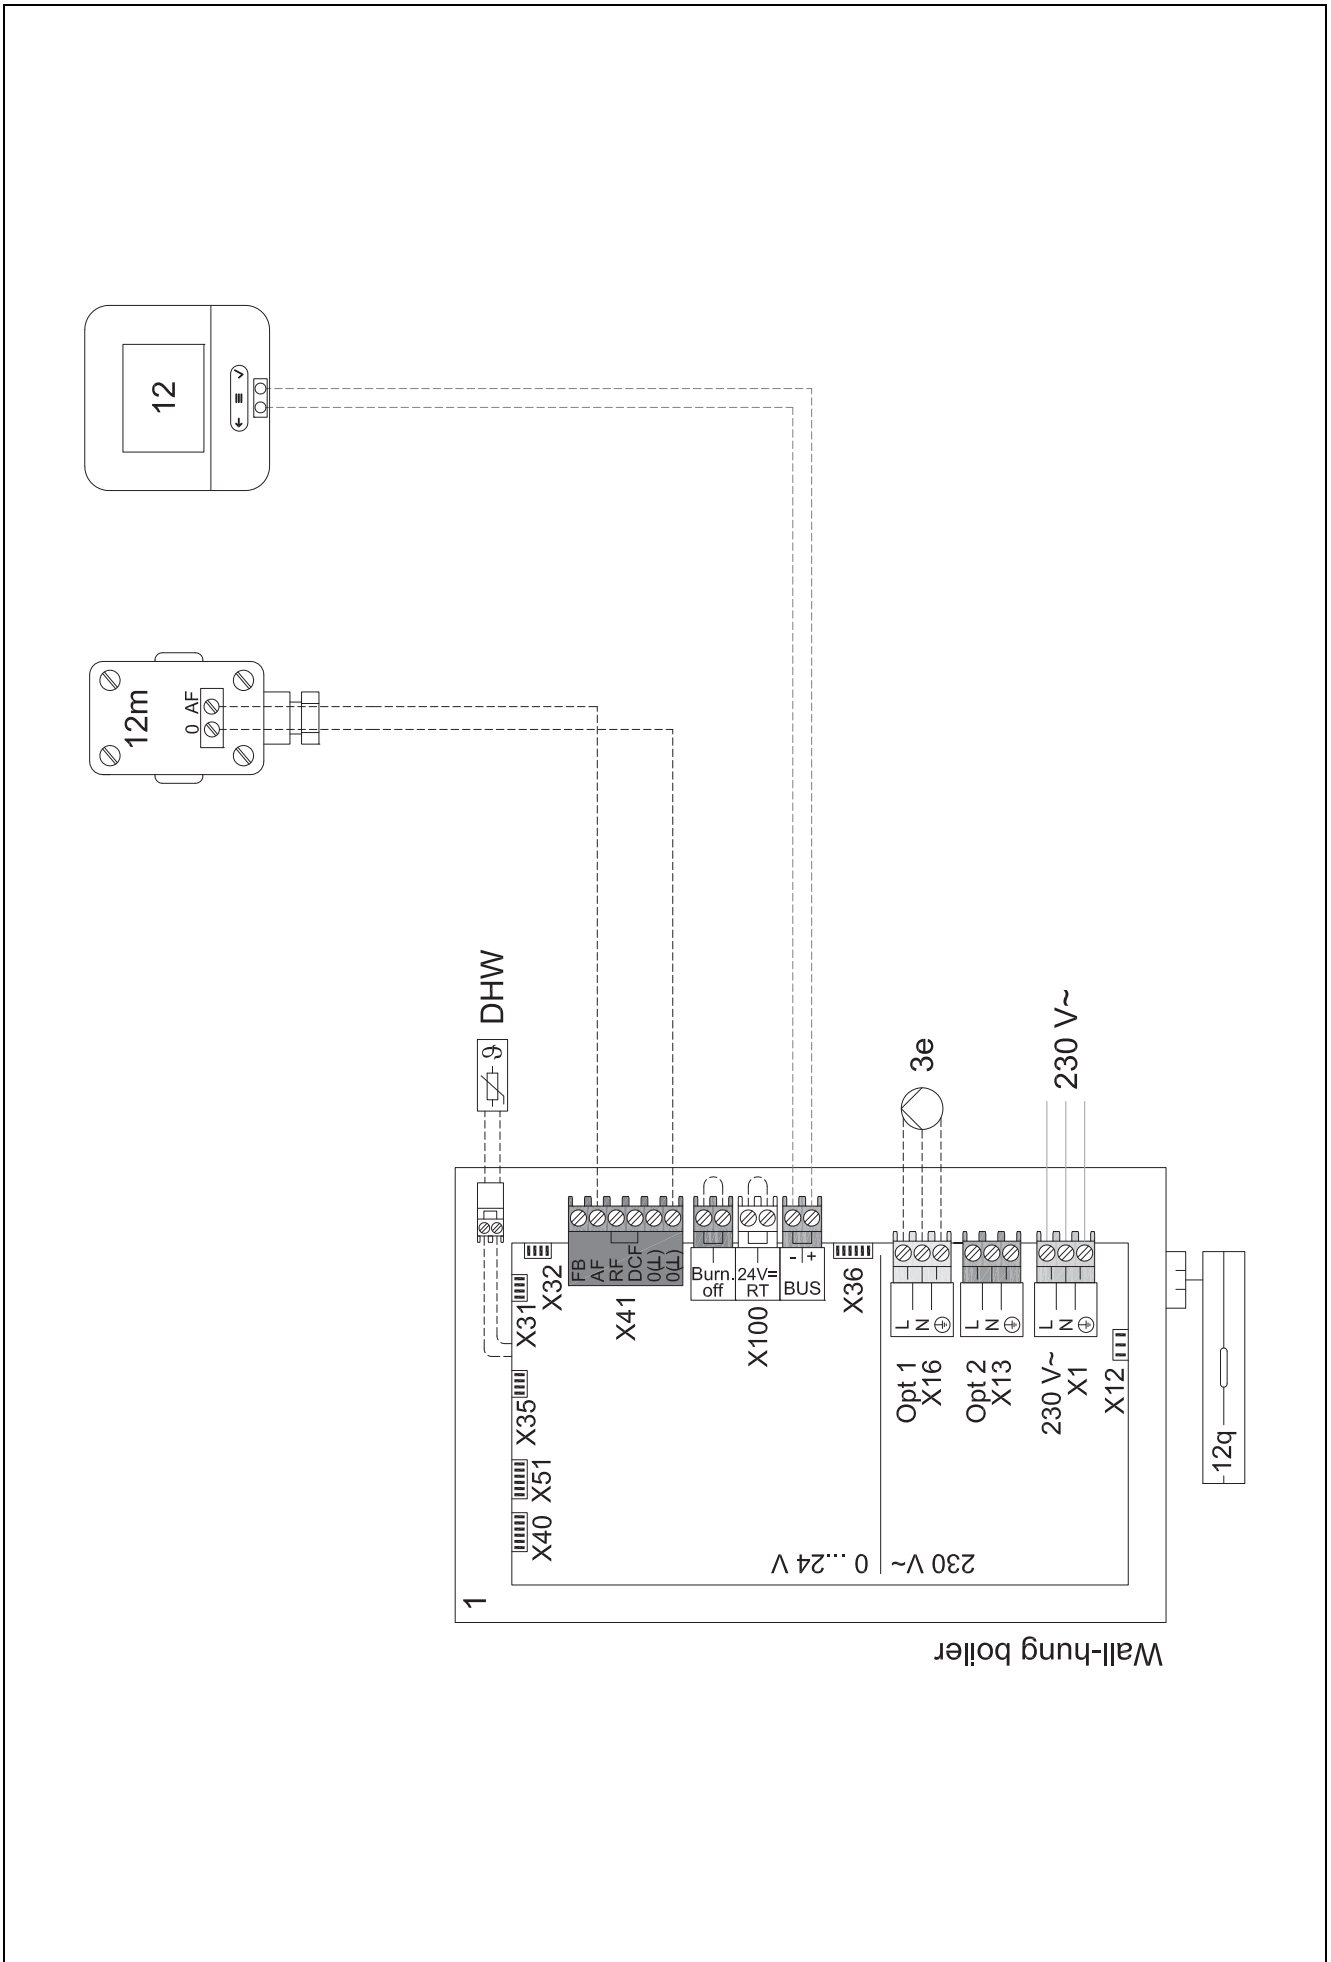 12
12m
0 AF
DHW
ϑ
3e
230 V~
X32
X31
X35
X51
X40
FB
AF
RF
DCF
0(⊥)
0(⊥)
X41
Burn.
off
24V=
RT
X100
- +
BUS
X36
L
N
Opt 1
X16
L
N
Opt 2
X13
L
N
230 V~
X1
X12
12q
0 ...24 V
230 V~
1
Wall-hung boiler